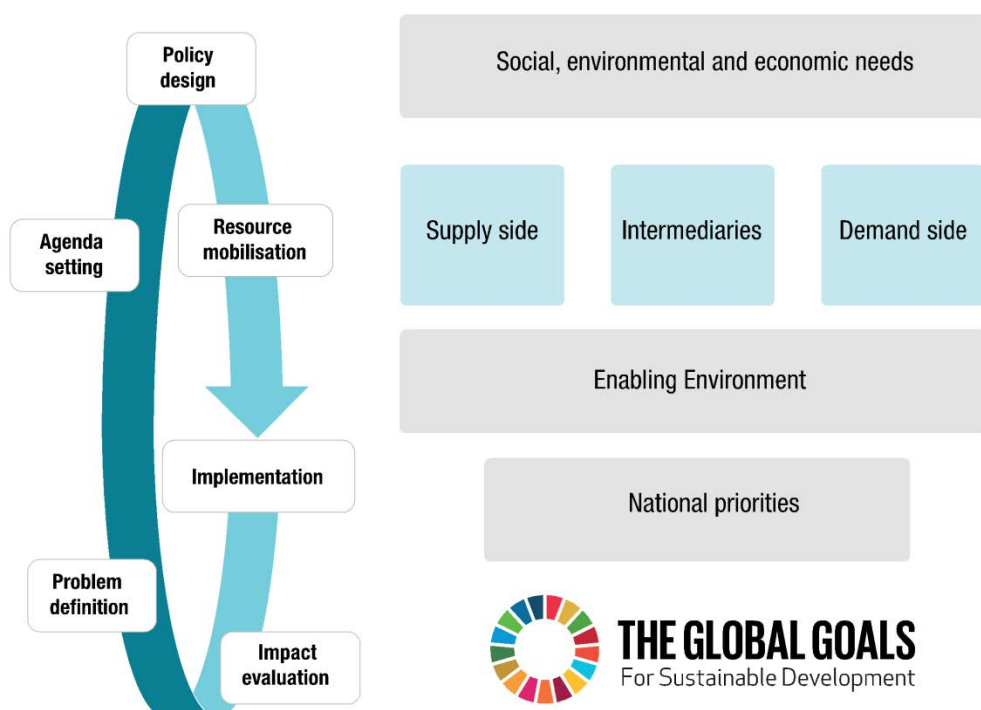 Policy
design
Agenda
setting
Resource
mobilisation
Implementation
Problem
definition
Impact
evaluation
Social, environmental and economic needs
Supply side
Intermediaries
Demand side
Enabling Environment
National priorities
THE GLOBAL GOALS
For Sustainable Development